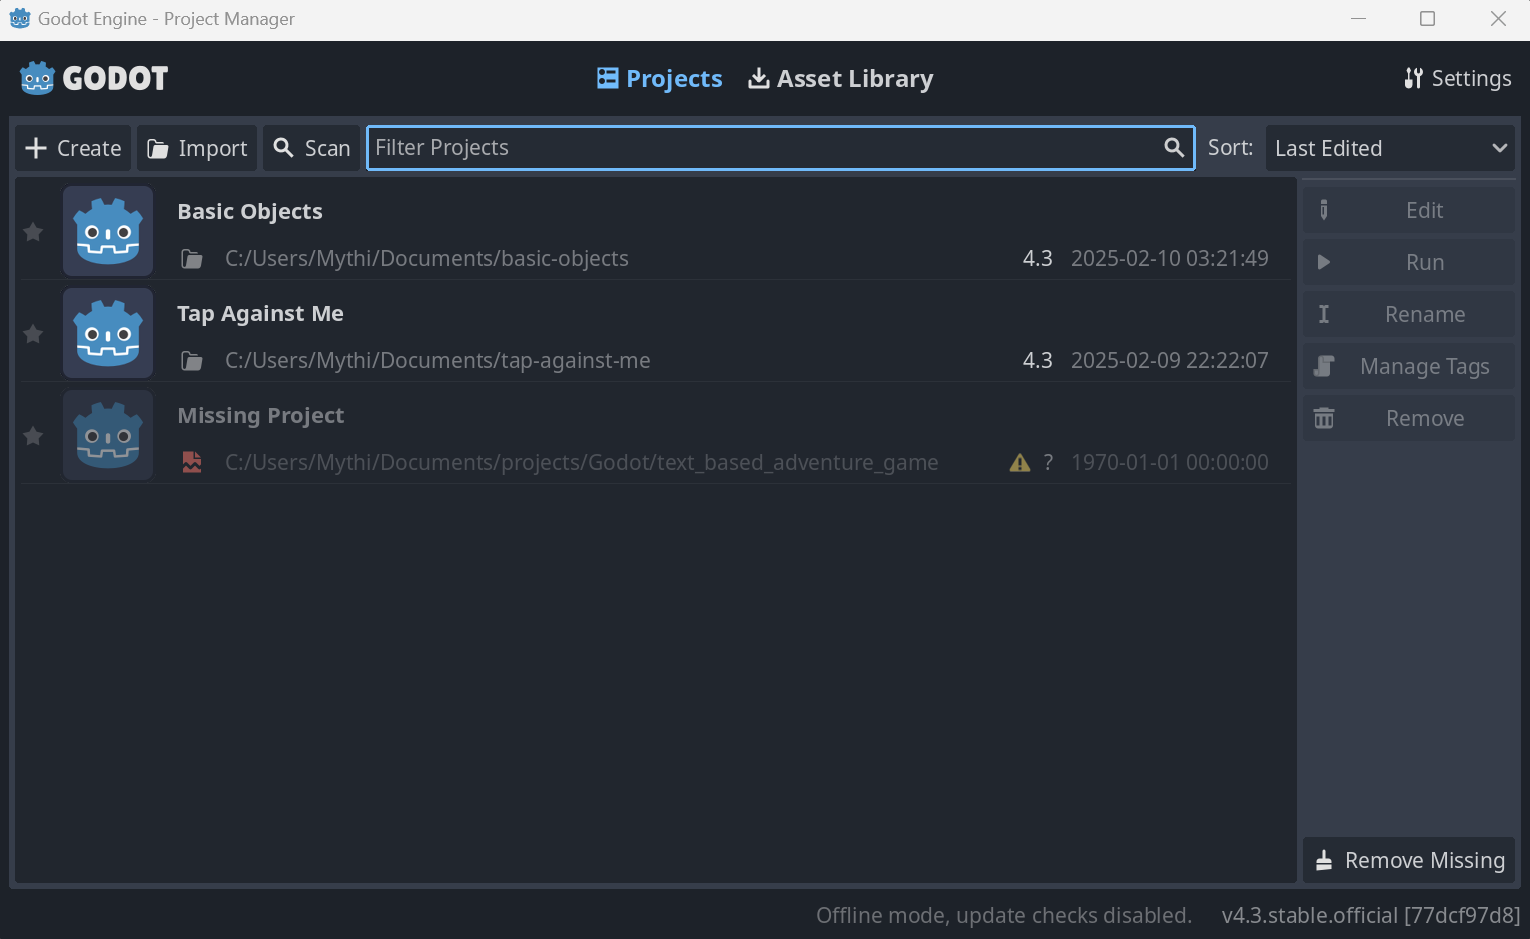 Godot Engine - Project Manager
GODOT
Projects
Asset Library
Settings
Create
Import
Scan
Filter Projects
Sort:
Last Edited
Basic Objects
C:/Users/Mythi/Documents/basic-objects
4.3
2025-02-10 03:21:49
Tap Against Me
C:/Users/Mythi/Documents/tap-against-me
4.3
2025-02-09 22:22:07
Missing Project
C:/Users/Mythi/Documents/projects/Godot/text_based_adventure_game
?
1970-01-01 00:00:00
Edit
Run
Rename
Manage Tags
Remove
Remove Missing
Offline mode, update checks disabled.
v4.3.stable.official [77dcf97d8]